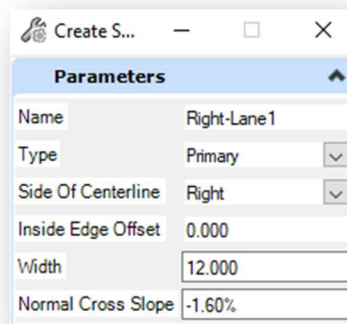 Create S...
Parameters
Name Right-Lane1
Type Primary
Side Of Centerline Right
Inside Edge Offset 0.000
Width 12.000
Normal Cross Slope -1.60%